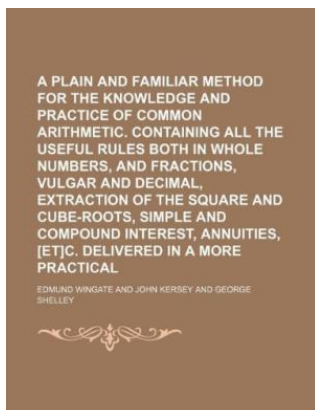 A PLAIN AND FAMILIAR METHOD
FOR THE KNOWLEDGE AND
PRACTICE OF COMMON
ARITHMETIC. CONTAINING ALL THE
USEFUL RULES BOTH IN WHOLE
NUMBERS, AND FRACTIONS,
VULGAR AND DECIMAL,
EXTRACTION OF THE SQUARE AND
CUBE-ROOTS, SIMPLE AND
COMPOUND INTEREST, ANNUITIES,
[ET]C. DELIVERED IN A MORE
PRACTICAL
EDMUND WINGATE AND JOHN KERSEY AND GEORGE
SHELLEY